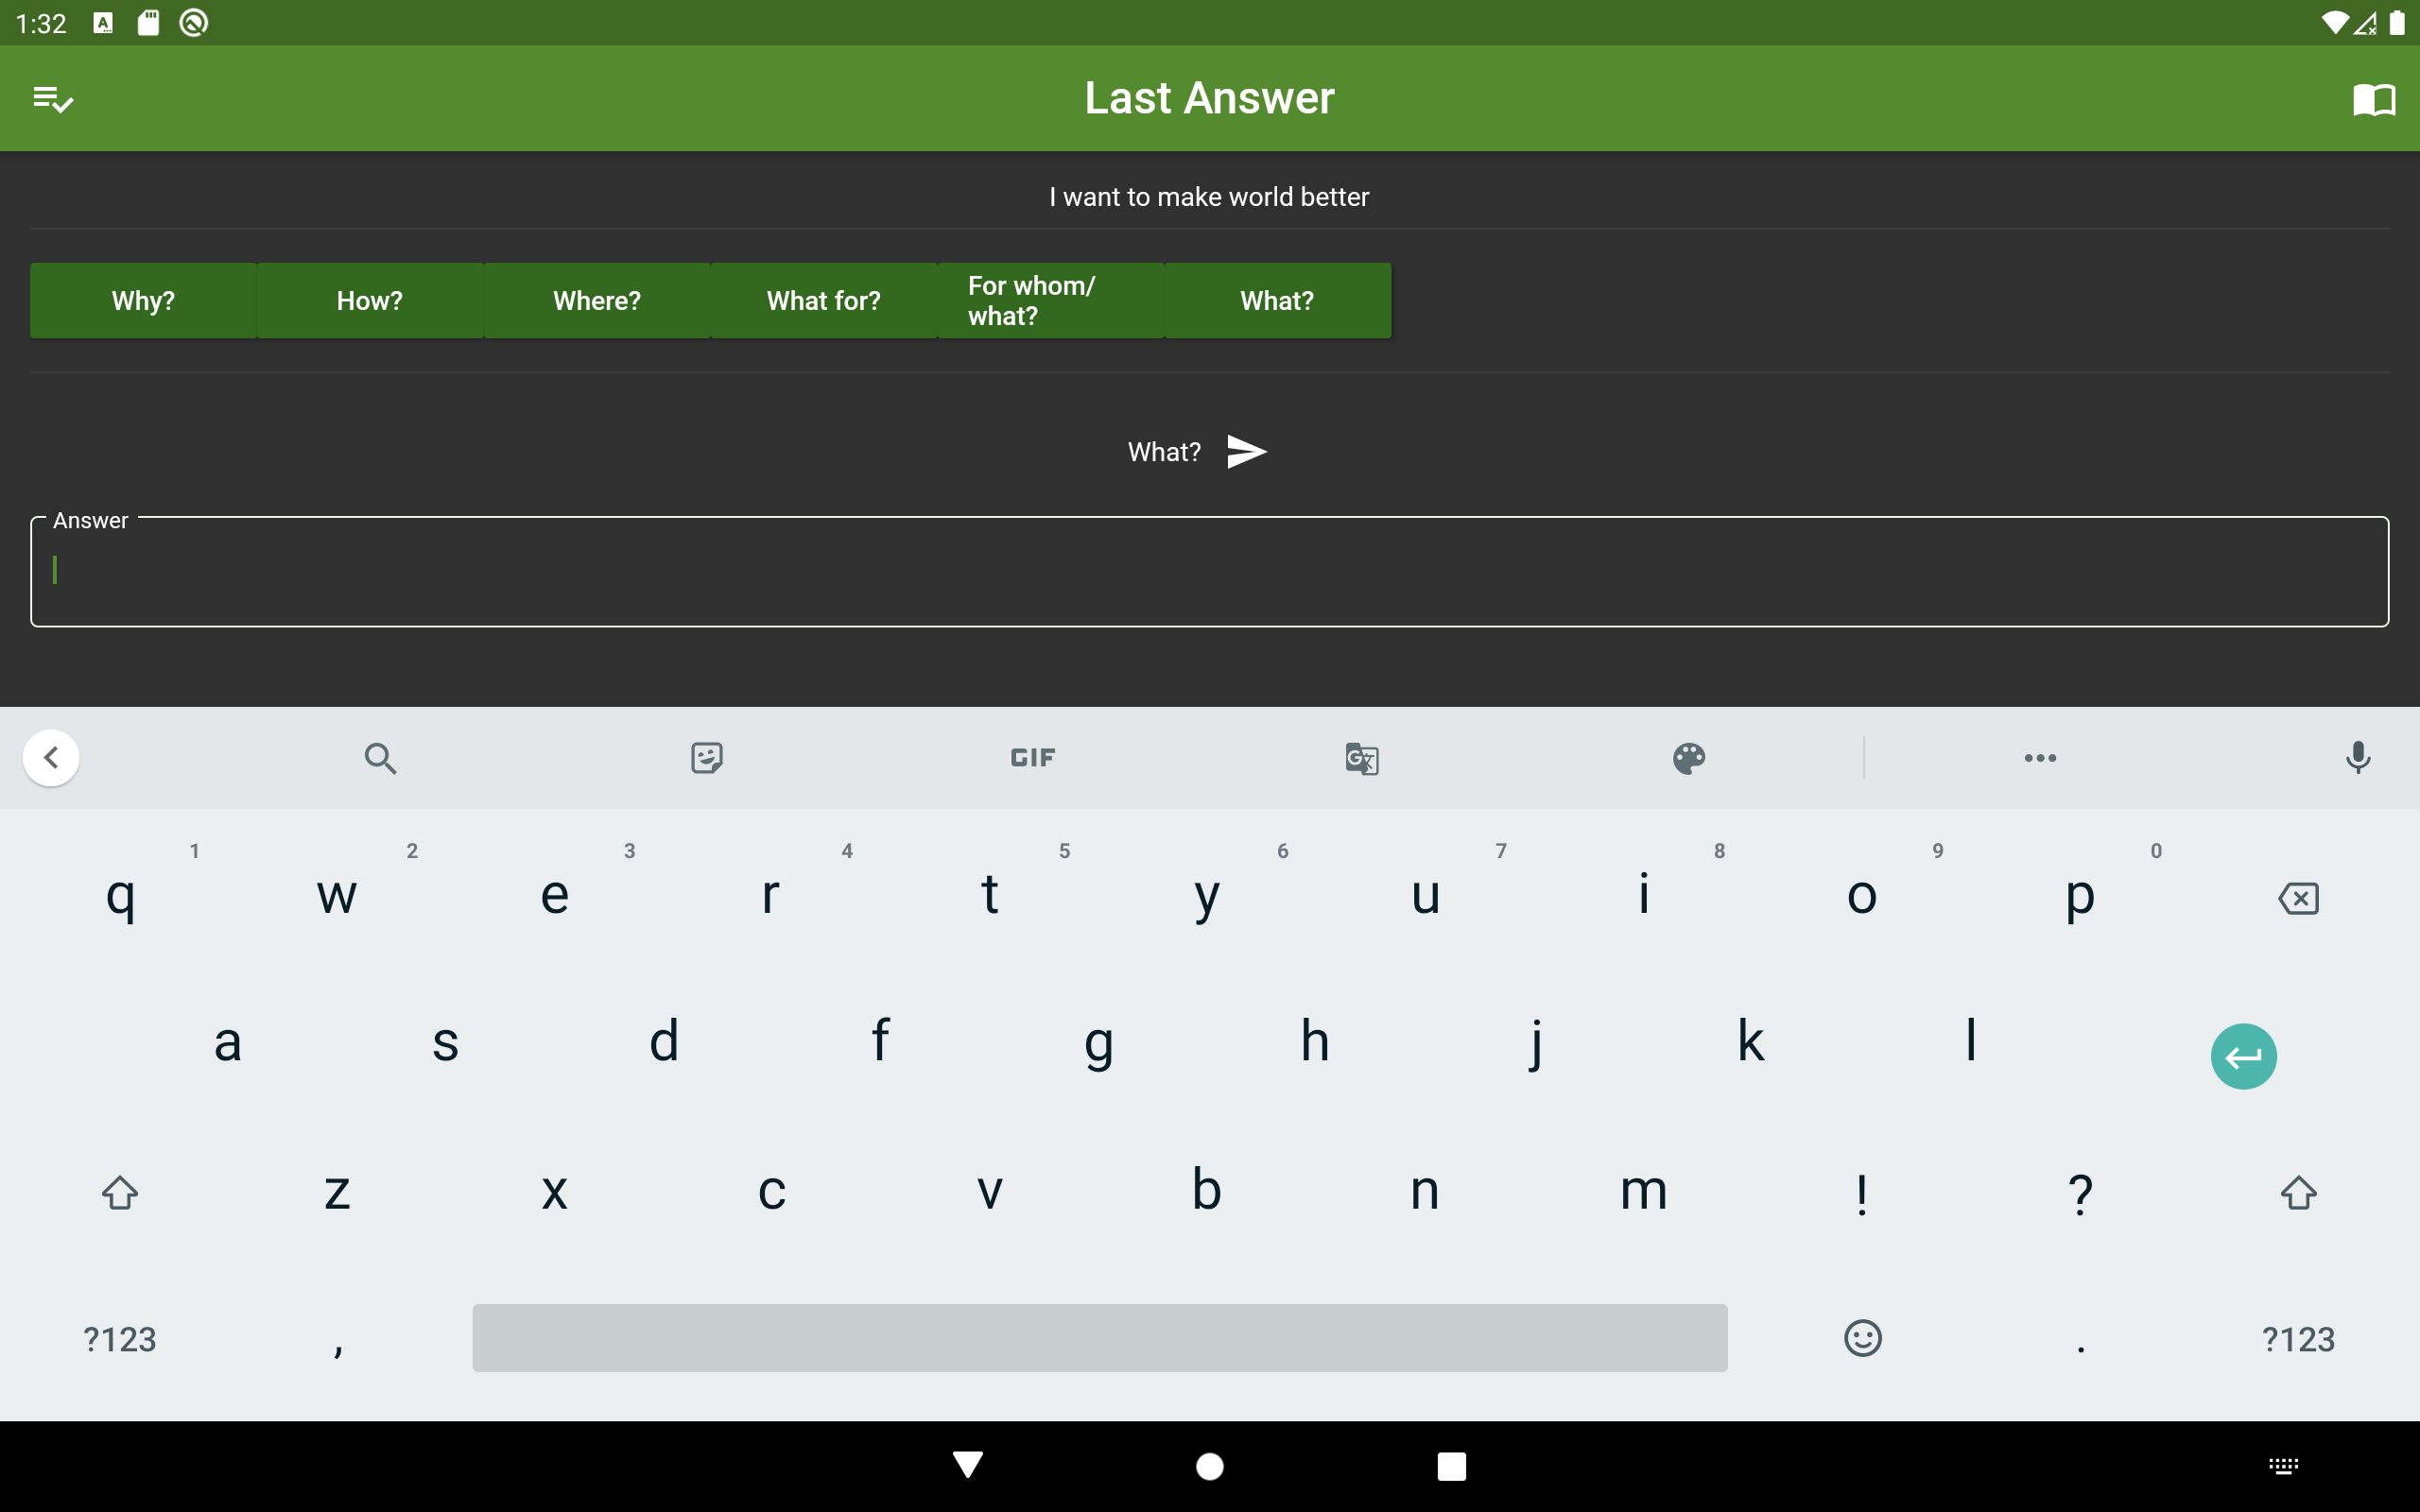 1:32
Last Answer
I want to make world better
Why? How? Where? What for? For whom/ what? What?
What?
Answer
GIF
1 2 3 4 5 6 7 8 9 0
q w e r t y u i o p
a s d f g h j k l
z x c v b n m ! ?
?123 , . ?123